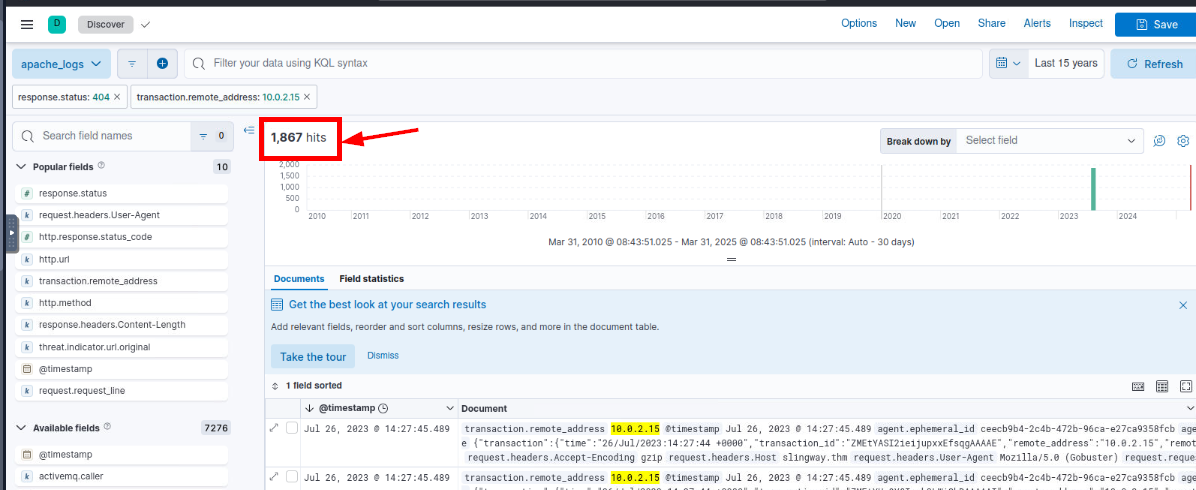 D Discover Options New Open Share Alerts Inspect Save
apache_logs Filter your data using KQL syntax Last 15 years Refresh
response.status: 404 × transaction.remote_address: 10.0.2.15 ×
Search field names 0
1,867 hits
Break down by Select field
Popular fields 10
2,000
1,500
1,000
500
0
2010 2011 2012 2013 2014 2015 2016 2017 2018 2019 2020 2021 2022 2023 2024
Mar 31, 2010 @ 08:43:51.025 - Mar 31, 2025 @ 08:43:51.025 (interval: Auto - 30 days)
# response.status
k request.headers.User-Agent
# http.response.status_code
k http.url
k transaction.remote_address
k http.method
k response.headers.Content-Length
k threat.indicator.url.original
@timestamp
k request.request_line
Available fields 7276
@timestamp
k activemq.caller
Documents Field statistics
Get the best look at your search results
Add relevant fields, reorder and sort columns, resize rows, and more in the document table.
Take the tour Dismiss
1 field sorted
@timestamp Document
Jul 26, 2023 @ 14:27:45.489 transaction.remote_address 10.0.2.15 @timestamp Jul 26, 2023 @ 14:27:45.489 agent.ephemeral_id ceecb9b4-2c4b-472b-96ca-e27ca9358fcb
e {"transaction":{"time":"26/Jul/2023:14:27:44 +0000","transaction_id":"
","remote_address":"10.0.2.15","remot
request.headers.Accept-Encoding gzip request.headers.Host slingway.thm request.headers.User-Agent Mozilla/5.0 (Gobuster) request.reque
Jul 26, 2023 @ 14:27:45.489 transaction.remote_address 10.0.2.15 @timestamp Jul 26, 2023 @ 14:27:45.489 agent.ephemeral_id ceecb9b4-2c4b-472b-96ca-e27ca9358fcb